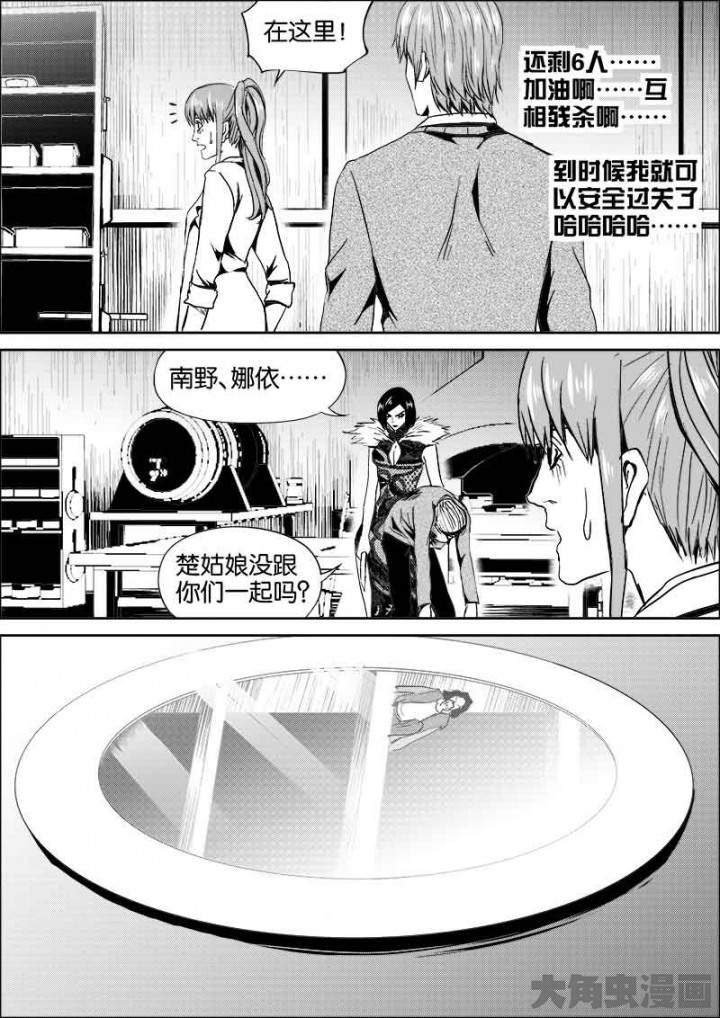 在这里！
还剩6人……
加油啊……互
相残杀啊……
到时候我就可
以安全过关了
哈哈哈哈……
南野、娜依……
楚姑娘没跟
你们一起吗？
大角虫漫画